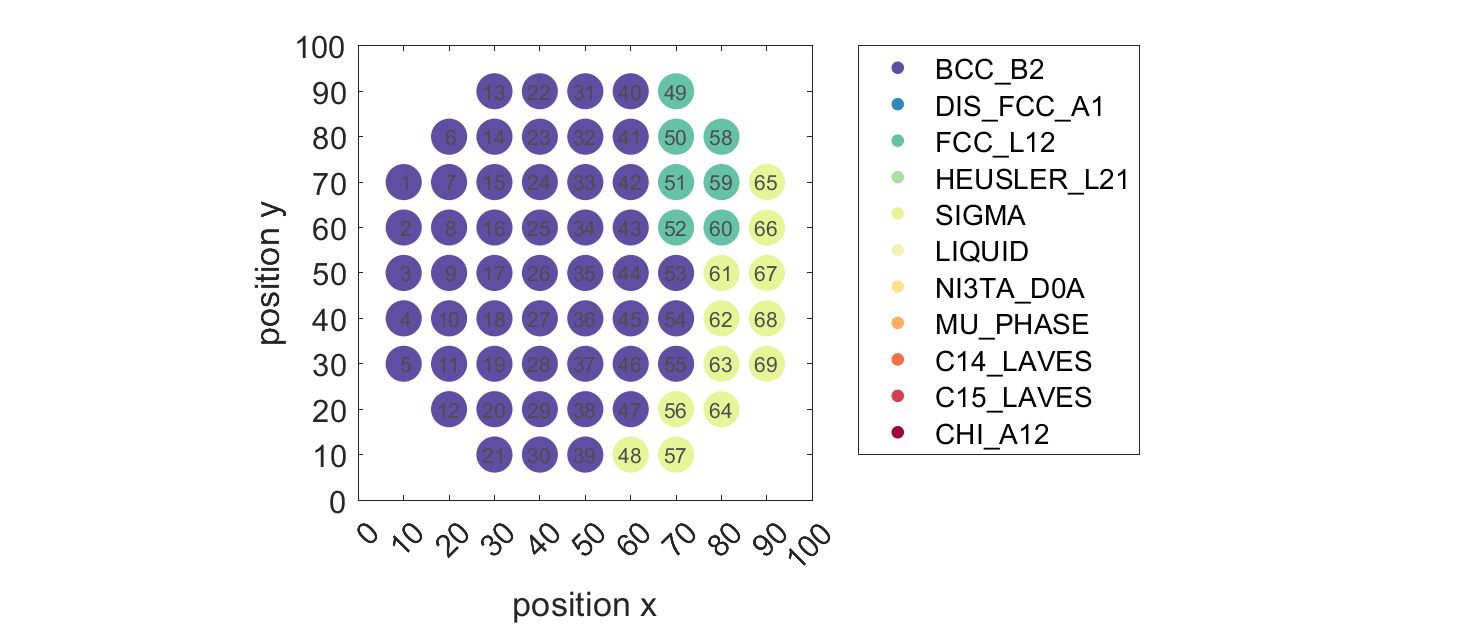 100
90
80
70
60
50
40
30
20
10
0
13 22 31 40 49
6 14 23 32 41 50 58
1 7 15 24 33 42 51 59 65
2 8 16 25 34 43 52 60 66
3 9 17 26 35 44 53 61 67
4 10 18 27 36 45 54 62 68
5 11 19 28 37 46 55 63 69
12 20 29 38 47 56 64
21 30 39 48 57
0 10 20 30 40 50 60 70 80 90 100
position x
position y
BCC_B2
DIS_FCC_A1
FCC_L12
HEUSLER_L21
SIGMA
LIQUID
NI3TA_D0A
MU_PHASE
C14_LAVES
C15_LAVES
CHI_A12